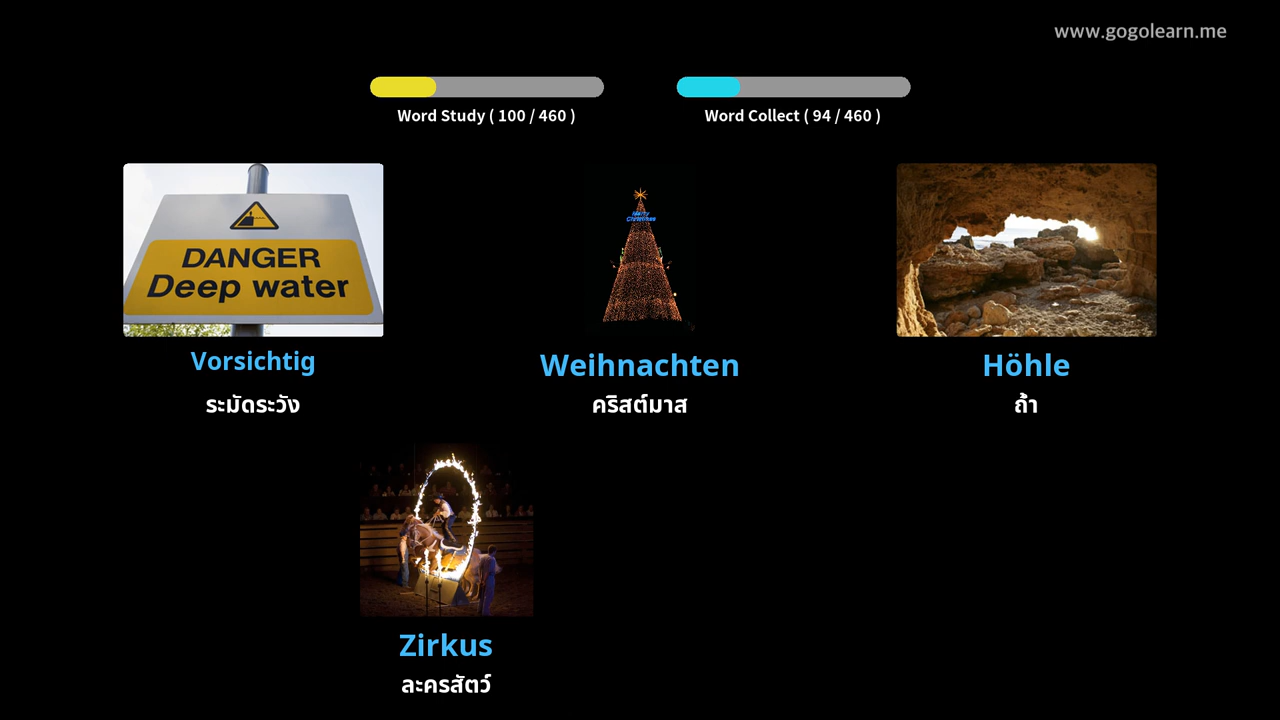 www.gogolearn.me
Word Study ( 100 / 460 )
Word Collect ( 94 / 460 )
DANGER
Deep water
Merry
Christmas
Vorsichtig
Weihnachten
Höhle
ระมัดระวัง
คริสต์มาส
ถ้ำ
Zirkus
ละครสัตว์